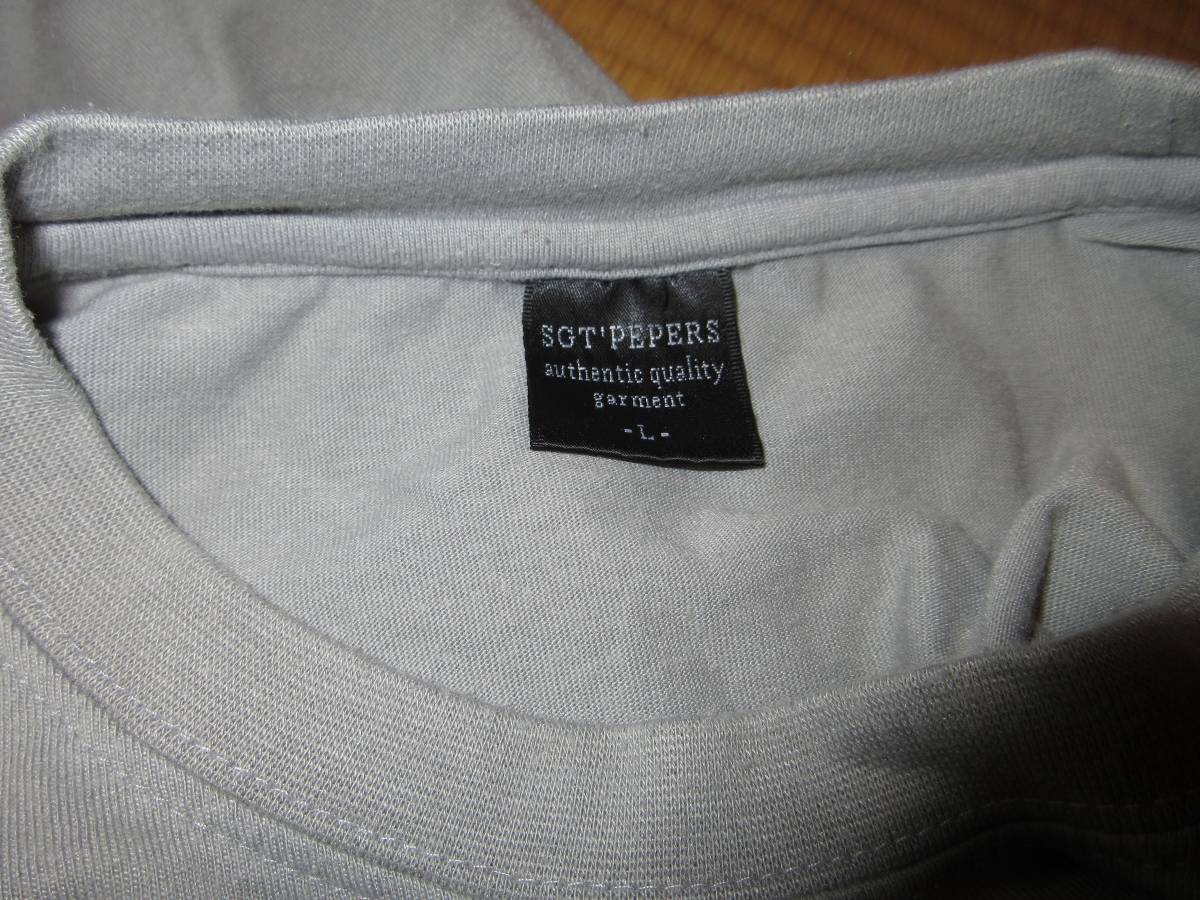 SGT'PEPERS
authentic quality
garment
- L -